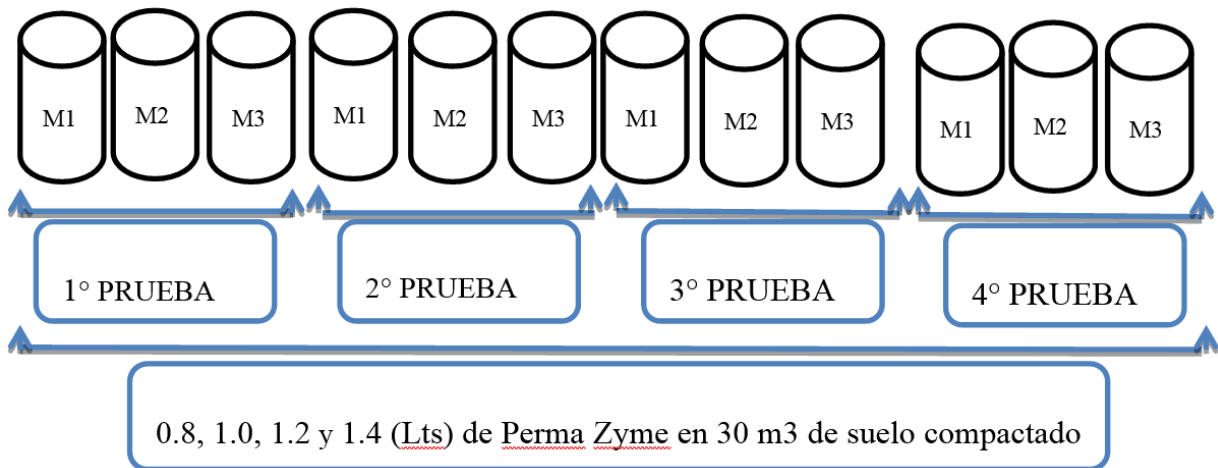 M1 M2 M3 M1 M2 M3 M1 M2 M3 M1 M2 M3
1° PRUEBA 2° PRUEBA 3° PRUEBA 4° PRUEBA
0.8, 1.0, 1.2 y 1.4 (Lts) de Perma Zyme en 30 m3 de suelo compactado